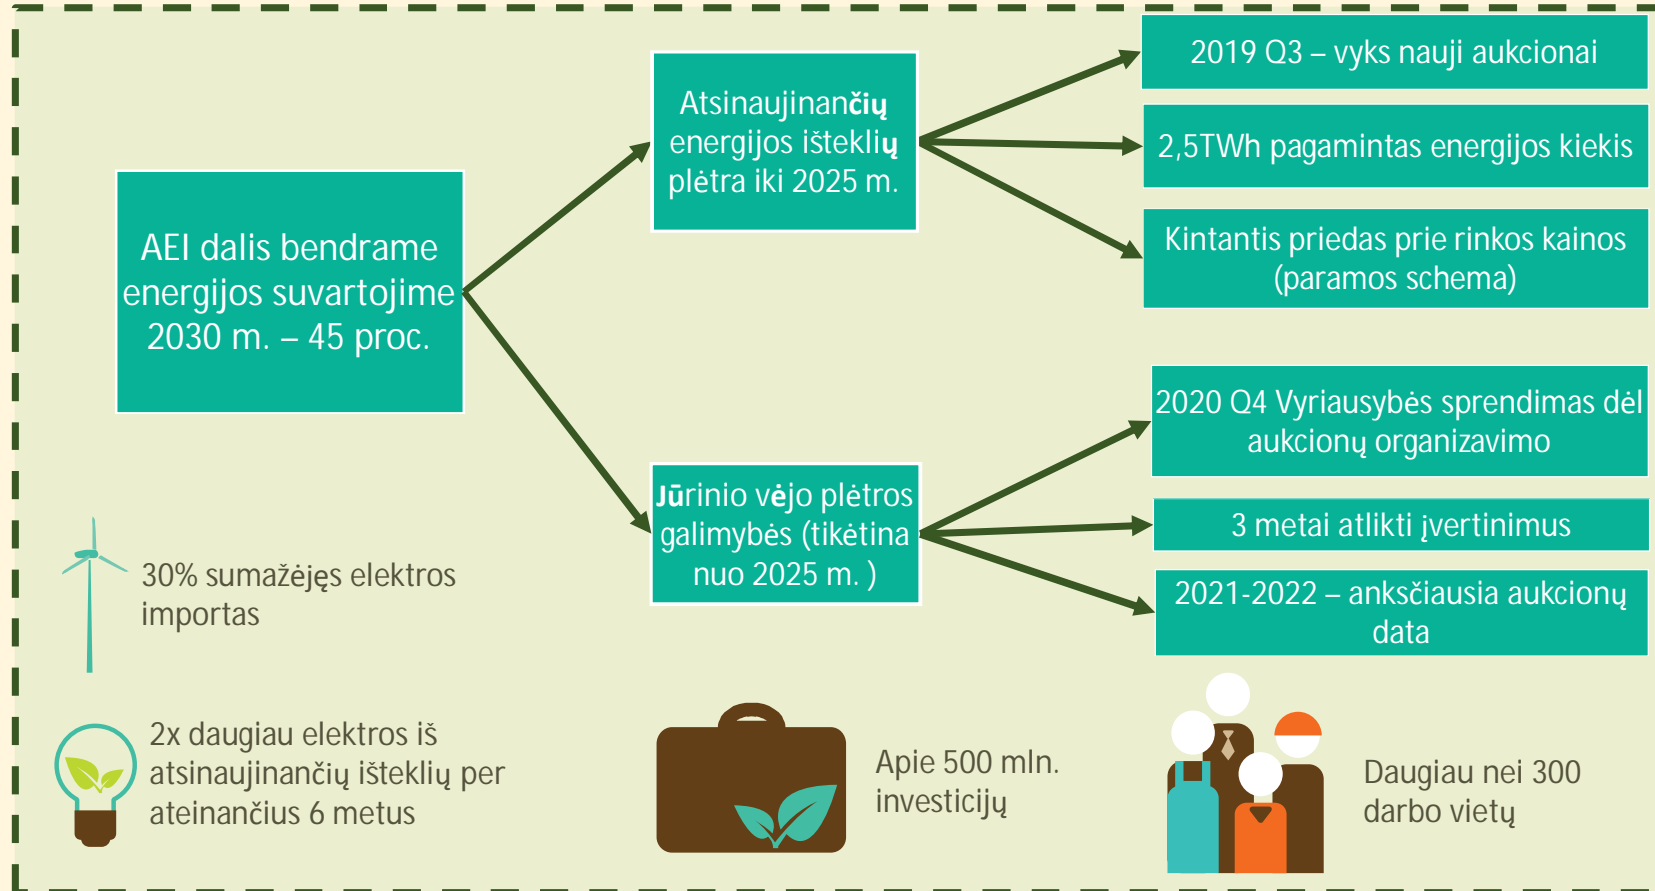 AEI dalis bendrame
energijos suvartojime
2030 m. – 45 proc.
Atsinaujinančių
energijos išteklių
plėtra iki 2025 m.
2019 Q3 – vyks nauji aukcionai
2,5TWh pagamintas energijos kiekis
Kintantis priedas prie rinkos kainos
(paramos schema)
Jūrinio vėjo plėtros
galimybės (tikėtina
nuo 2025 m. )
2020 Q4 Vyriausybės sprendimas dėl
aukcionų organizavimo
3 metai atlikti įvertinimus
2021-2022 – anksčiausia aukcionų
data
30% sumažėjęs elektros
importas
2x daugiau elektros iš
atsinaujinančių išteklių per
ateinančius 6 metus
Apie 500 mln.
investicijų
Daugiau nei 300
darbo vietų